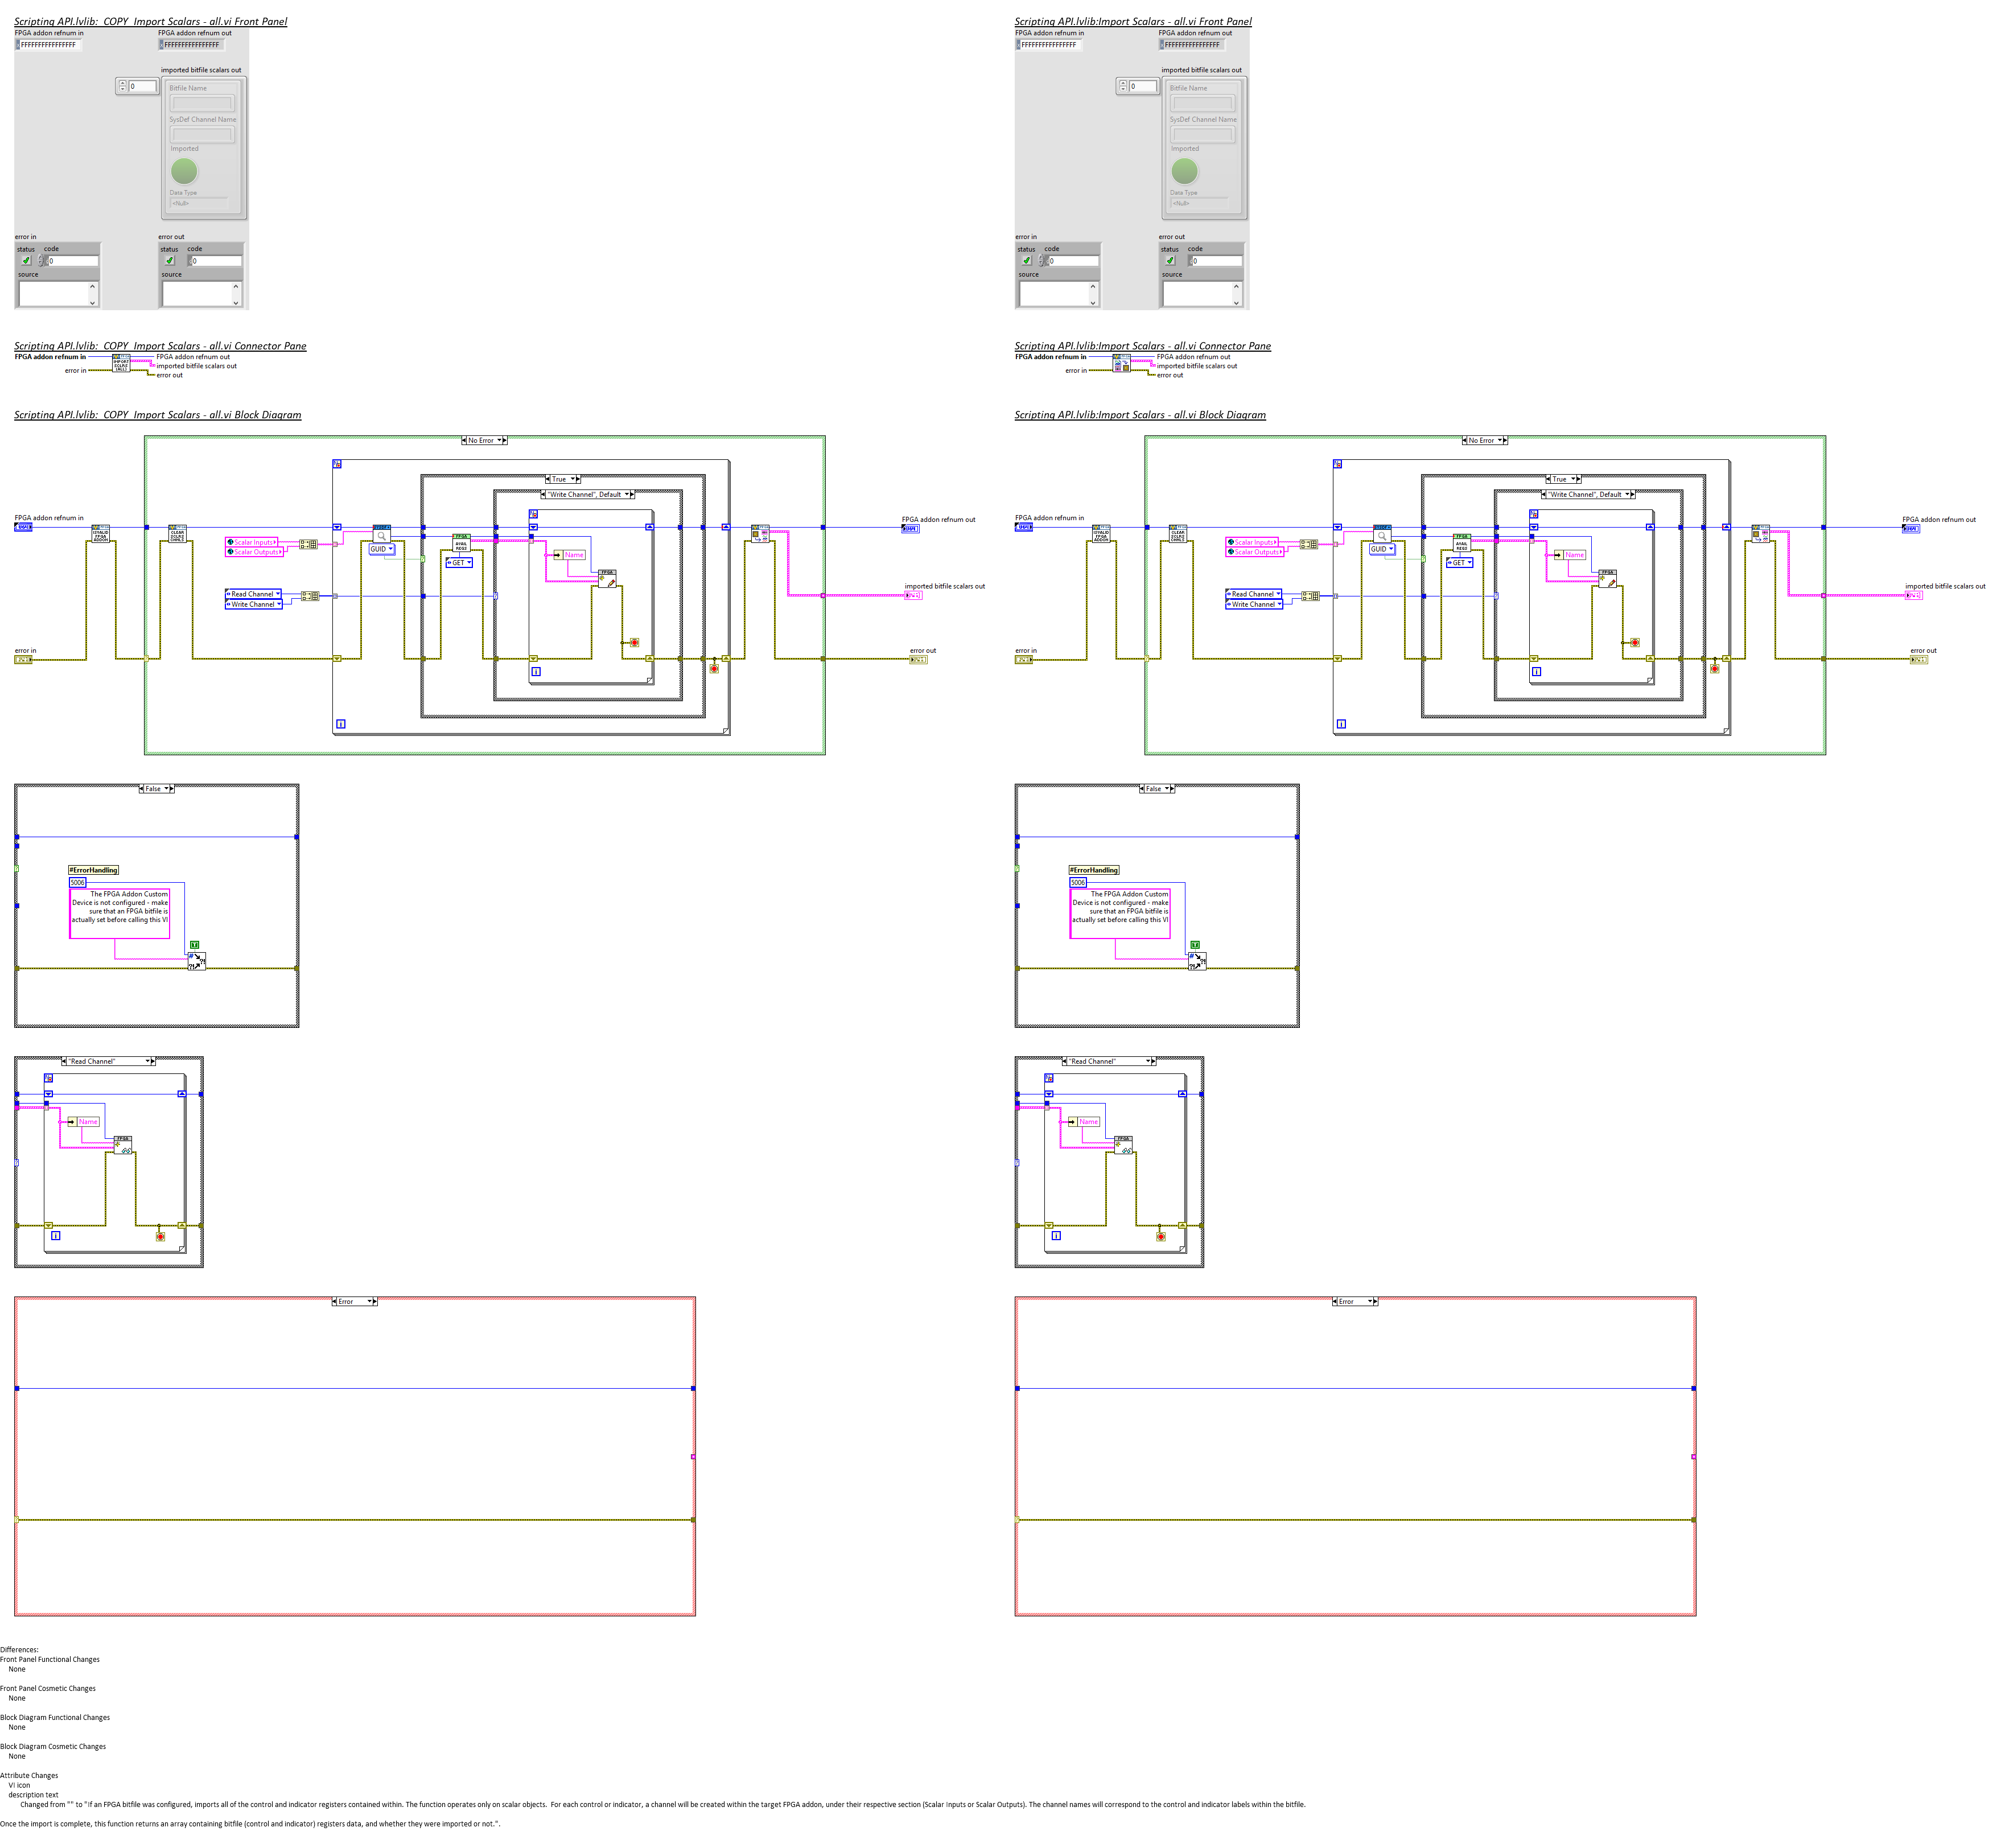 Scripting API.lvlib:  COPY  Import Scalars - all.vi Front Panel
FPGA addon refnum in
FPGA addon refnum out
FFFFFFFFFFFFFFFF
FFFFFFFFFFFFFFFF
imported bitfile scalars out
0
Bitfile Name
SysDef Channel Name
Imported
Data Type
<Null>
error in
error out
status
code
status
code
0
0
source
source
Scripting API.lvlib:Import Scalars - all.vi Front Panel
FPGA addon refnum in
FPGA addon refnum out
FFFFFFFFFFFFFFFF
FFFFFFFFFFFFFFFF
imported bitfile scalars out
0
Bitfile Name
SysDef Channel Name
Imported
Data Type
<Null>
error in
error out
status
code
status
code
0
0
source
source
Scripting API.lvlib:  COPY  Import Scalars - all.vi Connector Pane
FPGA addon refnum in
FPGA addon refnum out
imported bitfile scalars out
error in
error out
Scripting API.lvlib:Import Scalars - all.vi Connector Pane
FPGA addon refnum in
FPGA addon refnum out
imported bitfile scalars out
error in
error out
Scripting API.lvlib:  COPY  Import Scalars - all.vi Block Diagram
No Error
True
"Write Channel", Default
FPGA addon refnum in
FPGA addon refnum out
Scalar Inputs
Scalar Outputs
GUID
GET
Name
Read Channel
Write Channel
imported bitfile scalars out
error in
error out
i
i
Scripting API.lvlib:Import Scalars - all.vi Block Diagram
No Error
True
"Write Channel", Default
FPGA addon refnum in
FPGA addon refnum out
Scalar Inputs
Scalar Outputs
GUID
GET
Name
Read Channel
Write Channel
imported bitfile scalars out
error in
error out
i
i
False
#ErrorHandling
5006
The FPGA Addon Custom
Device is not configured - make
sure that an FPGA bitfile is
actually set before calling this VI
False
#ErrorHandling
5006
The FPGA Addon Custom
Device is not configured - make
sure that an FPGA bitfile is
actually set before calling this VI
"Read Channel"
Name
i
"Read Channel"
Name
i
Error
Error
Differences:
Front Panel Functional Changes
None
Front Panel Cosmetic Changes
None
Block Diagram Functional Changes
None
Block Diagram Cosmetic Changes
None
Attribute Changes
VI icon
description text
Changed from "" to "If an FPGA bitfile was configured, imports all of the control and indicator registers contained within. The function operates only on scalar objects.  For each control or indicator, a channel will be created within the target FPGA addon, under their respective section (Scalar Inputs or Scalar Outputs). The channel names will correspond to the control and indicator labels within the bitfile.
Once the import is complete, this function returns an array containing bitfile (control and indicator) registers data, and whether they were imported or not.".